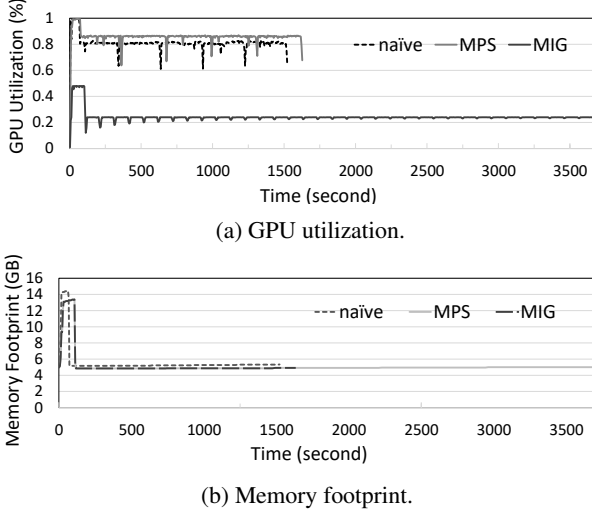 GPU Utilization (%)
1
0.8
0.6
0.4
0.2
0
naïve MPS MIG
0 500 1000 1500 2000 2500 3000 3500
Time (second)
(a) GPU utilization.
Memory Footprint (GB)
16
14
12
10
8
6
4
2
0
naïve MPS MIG
0 500 1000 1500 2000 2500 3000 3500
Time (second)
(b) Memory footprint.